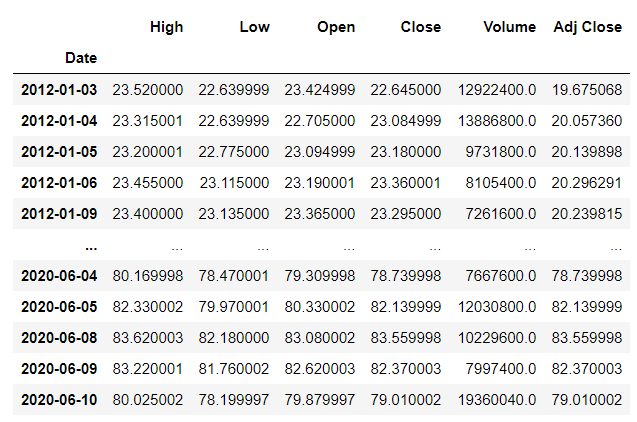 High Low Open Close Volume Adj Close
Date
2012-01-03 23.520000 22.639999 23.424999 22.645000 12922400.0 19.675068
2012-01-04 23.315001 22.639999 22.705000 23.084999 13886800.0 20.057360
2012-01-05 23.200001 22.775000 23.094999 23.180000 9731800.0 20.139898
2012-01-06 23.455000 23.115000 23.190001 23.360001 8105400.0 20.296291
2012-01-09 23.400000 23.135000 23.365000 23.295000 7261600.0 20.239815
... ... ... ... ... ... ...
2020-06-04 80.169998 78.470001 79.309998 78.739998 7667600.0 78.739998
2020-06-05 82.330002 79.970001 80.330002 82.139999 12030800.0 82.139999
2020-06-08 83.620003 82.180000 83.080002 83.559998 10229600.0 83.559998
2020-06-09 83.220001 81.760002 82.620003 82.370003 7997400.0 82.370003
2020-06-10 80.025002 78.199997 79.879997 79.010002 19360040.0 79.010002